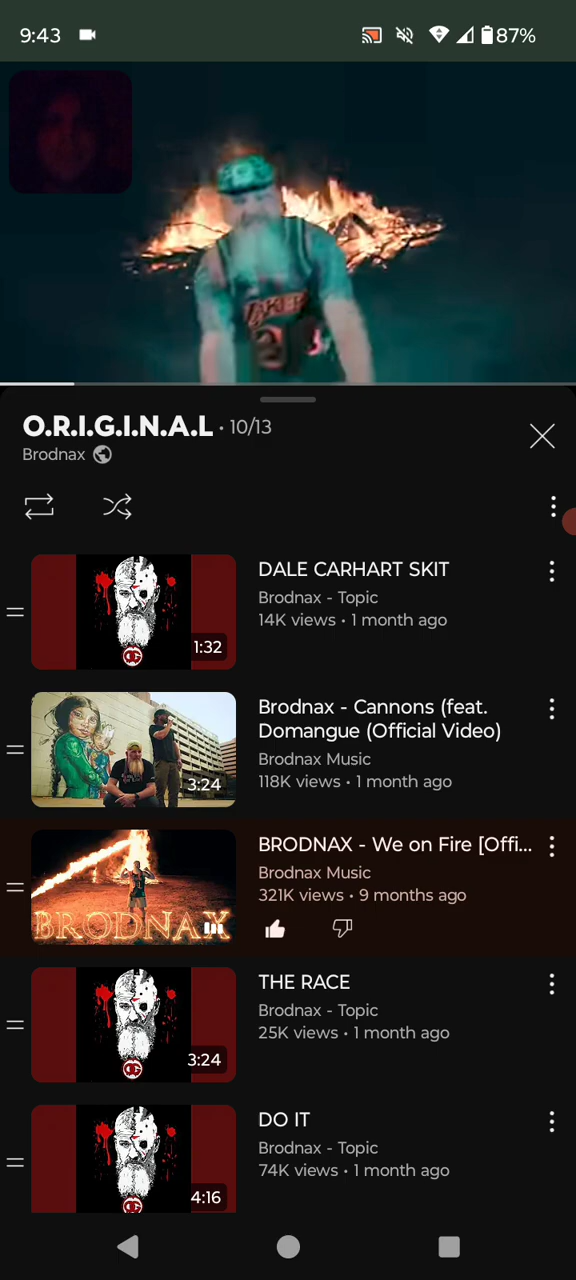 9:43
87%
LAKERS
O.R.I.G.I.N.A.L · 10/13
Brodnax
DALE CARHART SKIT
Brodnax - Topic
14K views • 1 month ago
1:32
Brodnax - Cannons (feat.
Domangue (Official Video)
Brodnax Music
118K views • 1 month ago
3:24
BRODNAX - We on Fire [Offi...
Brodnax Music
321K views • 9 months ago
BRODNAX
THE RACE
Brodnax - Topic
25K views • 1 month ago
3:24
DO IT
Brodnax - Topic
74K views • 1 month ago
4:16